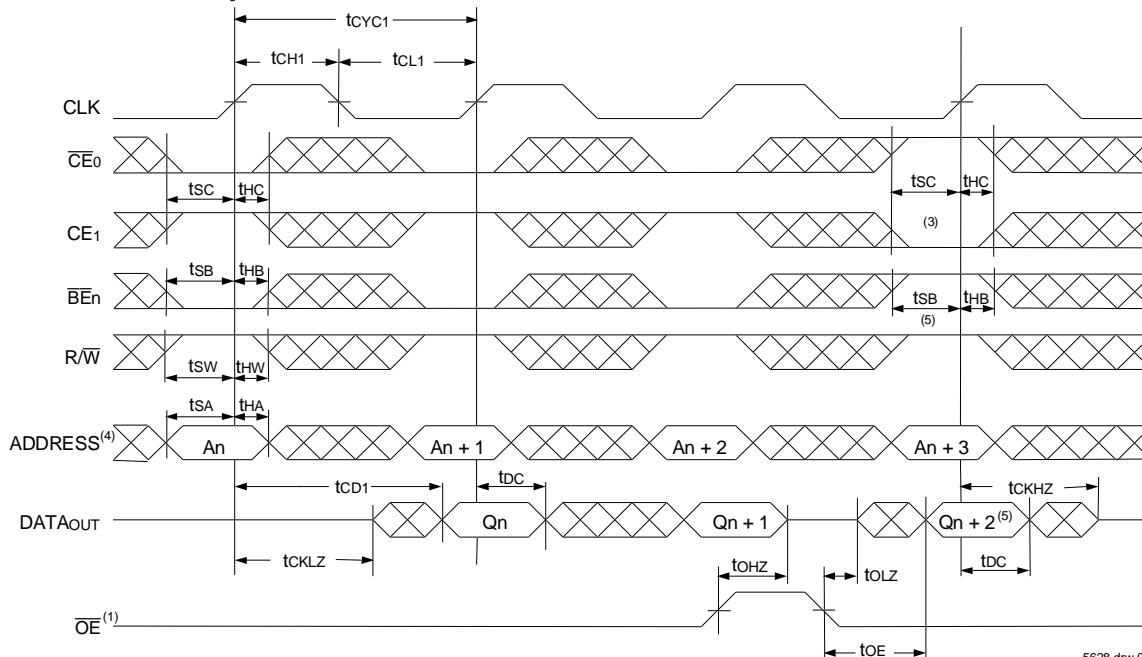 tCYC1
tCH1 tCL1
CLK
CE0
tSC tHC tSC tHC
CE1 (3)
tSB tHB tSB tHB
BEn (5)
R/W
tSW tHW
tSA tHA
ADDRESS(4) An An + 1 An + 2 An + 3
tCD1 tDC tCKHZ
DATAOUT Qn Qn + 1 Qn + 2(5)
tCKLZ tOHZ tOLZ tDC
OE(1)
tOE